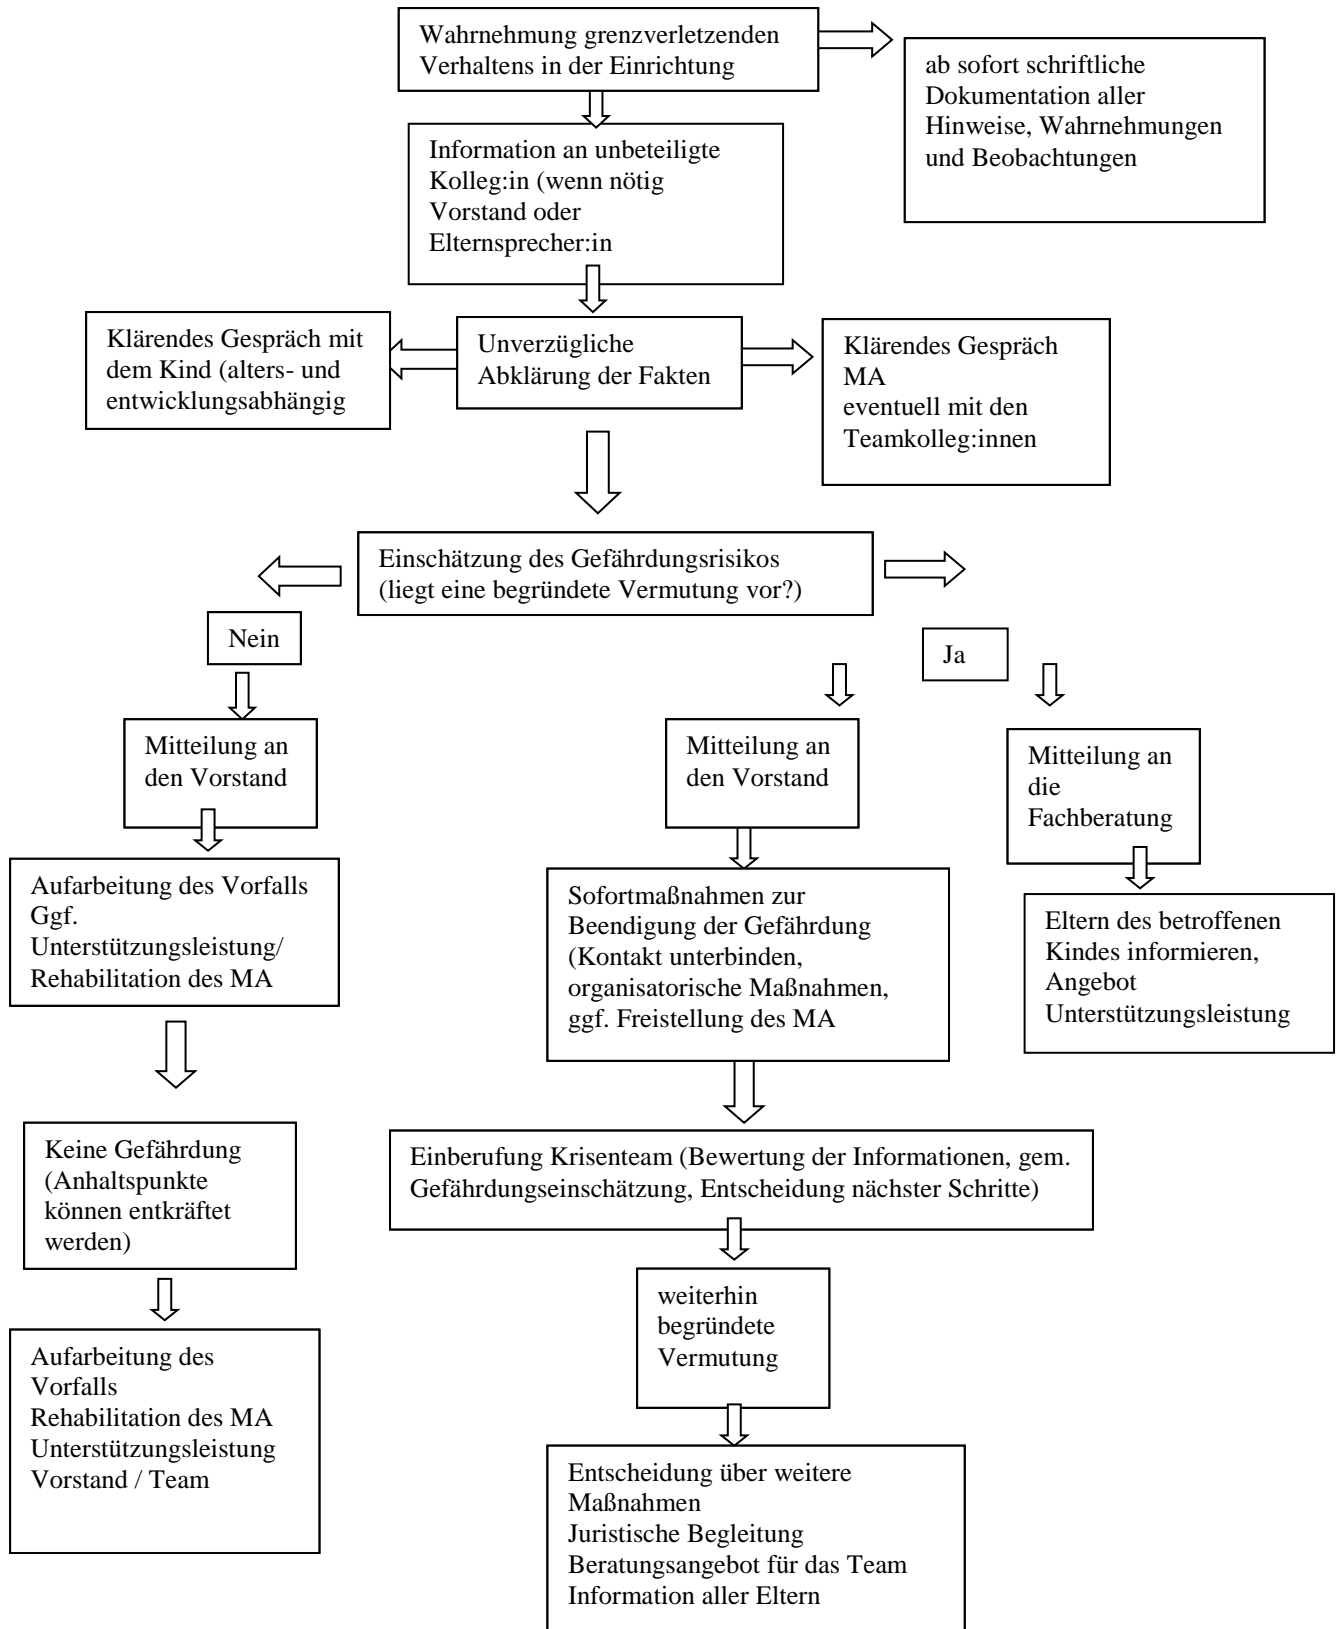 Wahrnehmung grenzverletzenden
Verhaltens in der Einrichtung
ab sofort schriftliche
Dokumentation aller
Hinweise, Wahrnehmungen
und Beobachtungen
Information an unbeteiligte
Kolleg:in (wenn nötig
Vorstand oder
Elternsprecher:in
Klärendes Gespräch mit
dem Kind (alters- und
entwicklungsabhängig
Unverzügliche
Abklärung der Fakten
Klärendes Gespräch
MA
eventuell mit den
Teamkolleg:innen
Einschätzung des Gefährdungsrisikos
(liegt eine begründete Vermutung vor?)
Nein
Ja
Mitteilung an
den Vorstand
Mitteilung an
den Vorstand
Mitteilung an
die
Fachberatung
Aufarbeitung des Vorfalls
Ggf.
Unterstützungsleistung/
Rehabilitation des MA
Sofortmaßnahmen zur
Beendigung der Gefährdung
(Kontakt unterbinden,
organisatorische Maßnahmen,
ggf. Freistellung des MA
Eltern des betroffenen
Kindes informieren,
Angebot
Unterstützungsleistung
Keine Gefährdung
(Anhaltspunkte
können entkräftet
werden)
Einberufung Krisenteam (Bewertung der Informationen, gem.
Gefährdungseinschätzung, Entscheidung nächster Schritte)
weiterhin
begründete
Vermutung
Aufarbeitung des
Vorfalls
Rehabilitation des MA
Unterstützungsleistung
Vorstand / Team
Entscheidung über weitere
Maßnahmen
Juristische Begleitung
Beratungsangebot für das Team
Information aller Eltern